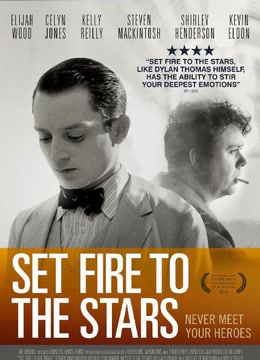 ELIJAH WOOD
CELYN JONES
KELLY REILLY
STEVEN MACKINTOSH
SHIRLEY HENDERSON
KEVIN ELDON
"SET FIRE TO THE STARS,
LIKE DYLAN THOMAS HIMSELF,
HAS THE ABILITY TO STIR
YOUR DEEPEST EMOTIONS"
SET FIRE TO
THE STARS
NEVER MEET
YOUR HEROES